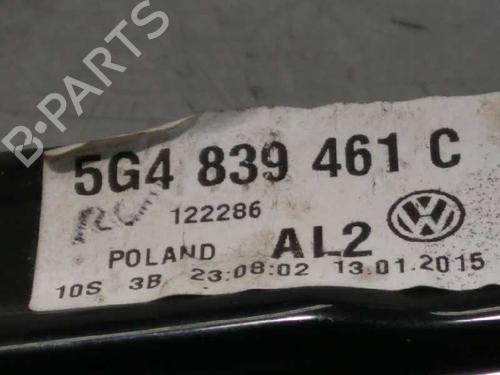 B-PARTS
5G4 839 461 C
122286
POLAND AL2
10S 3B 23:08:02 13.01.2015